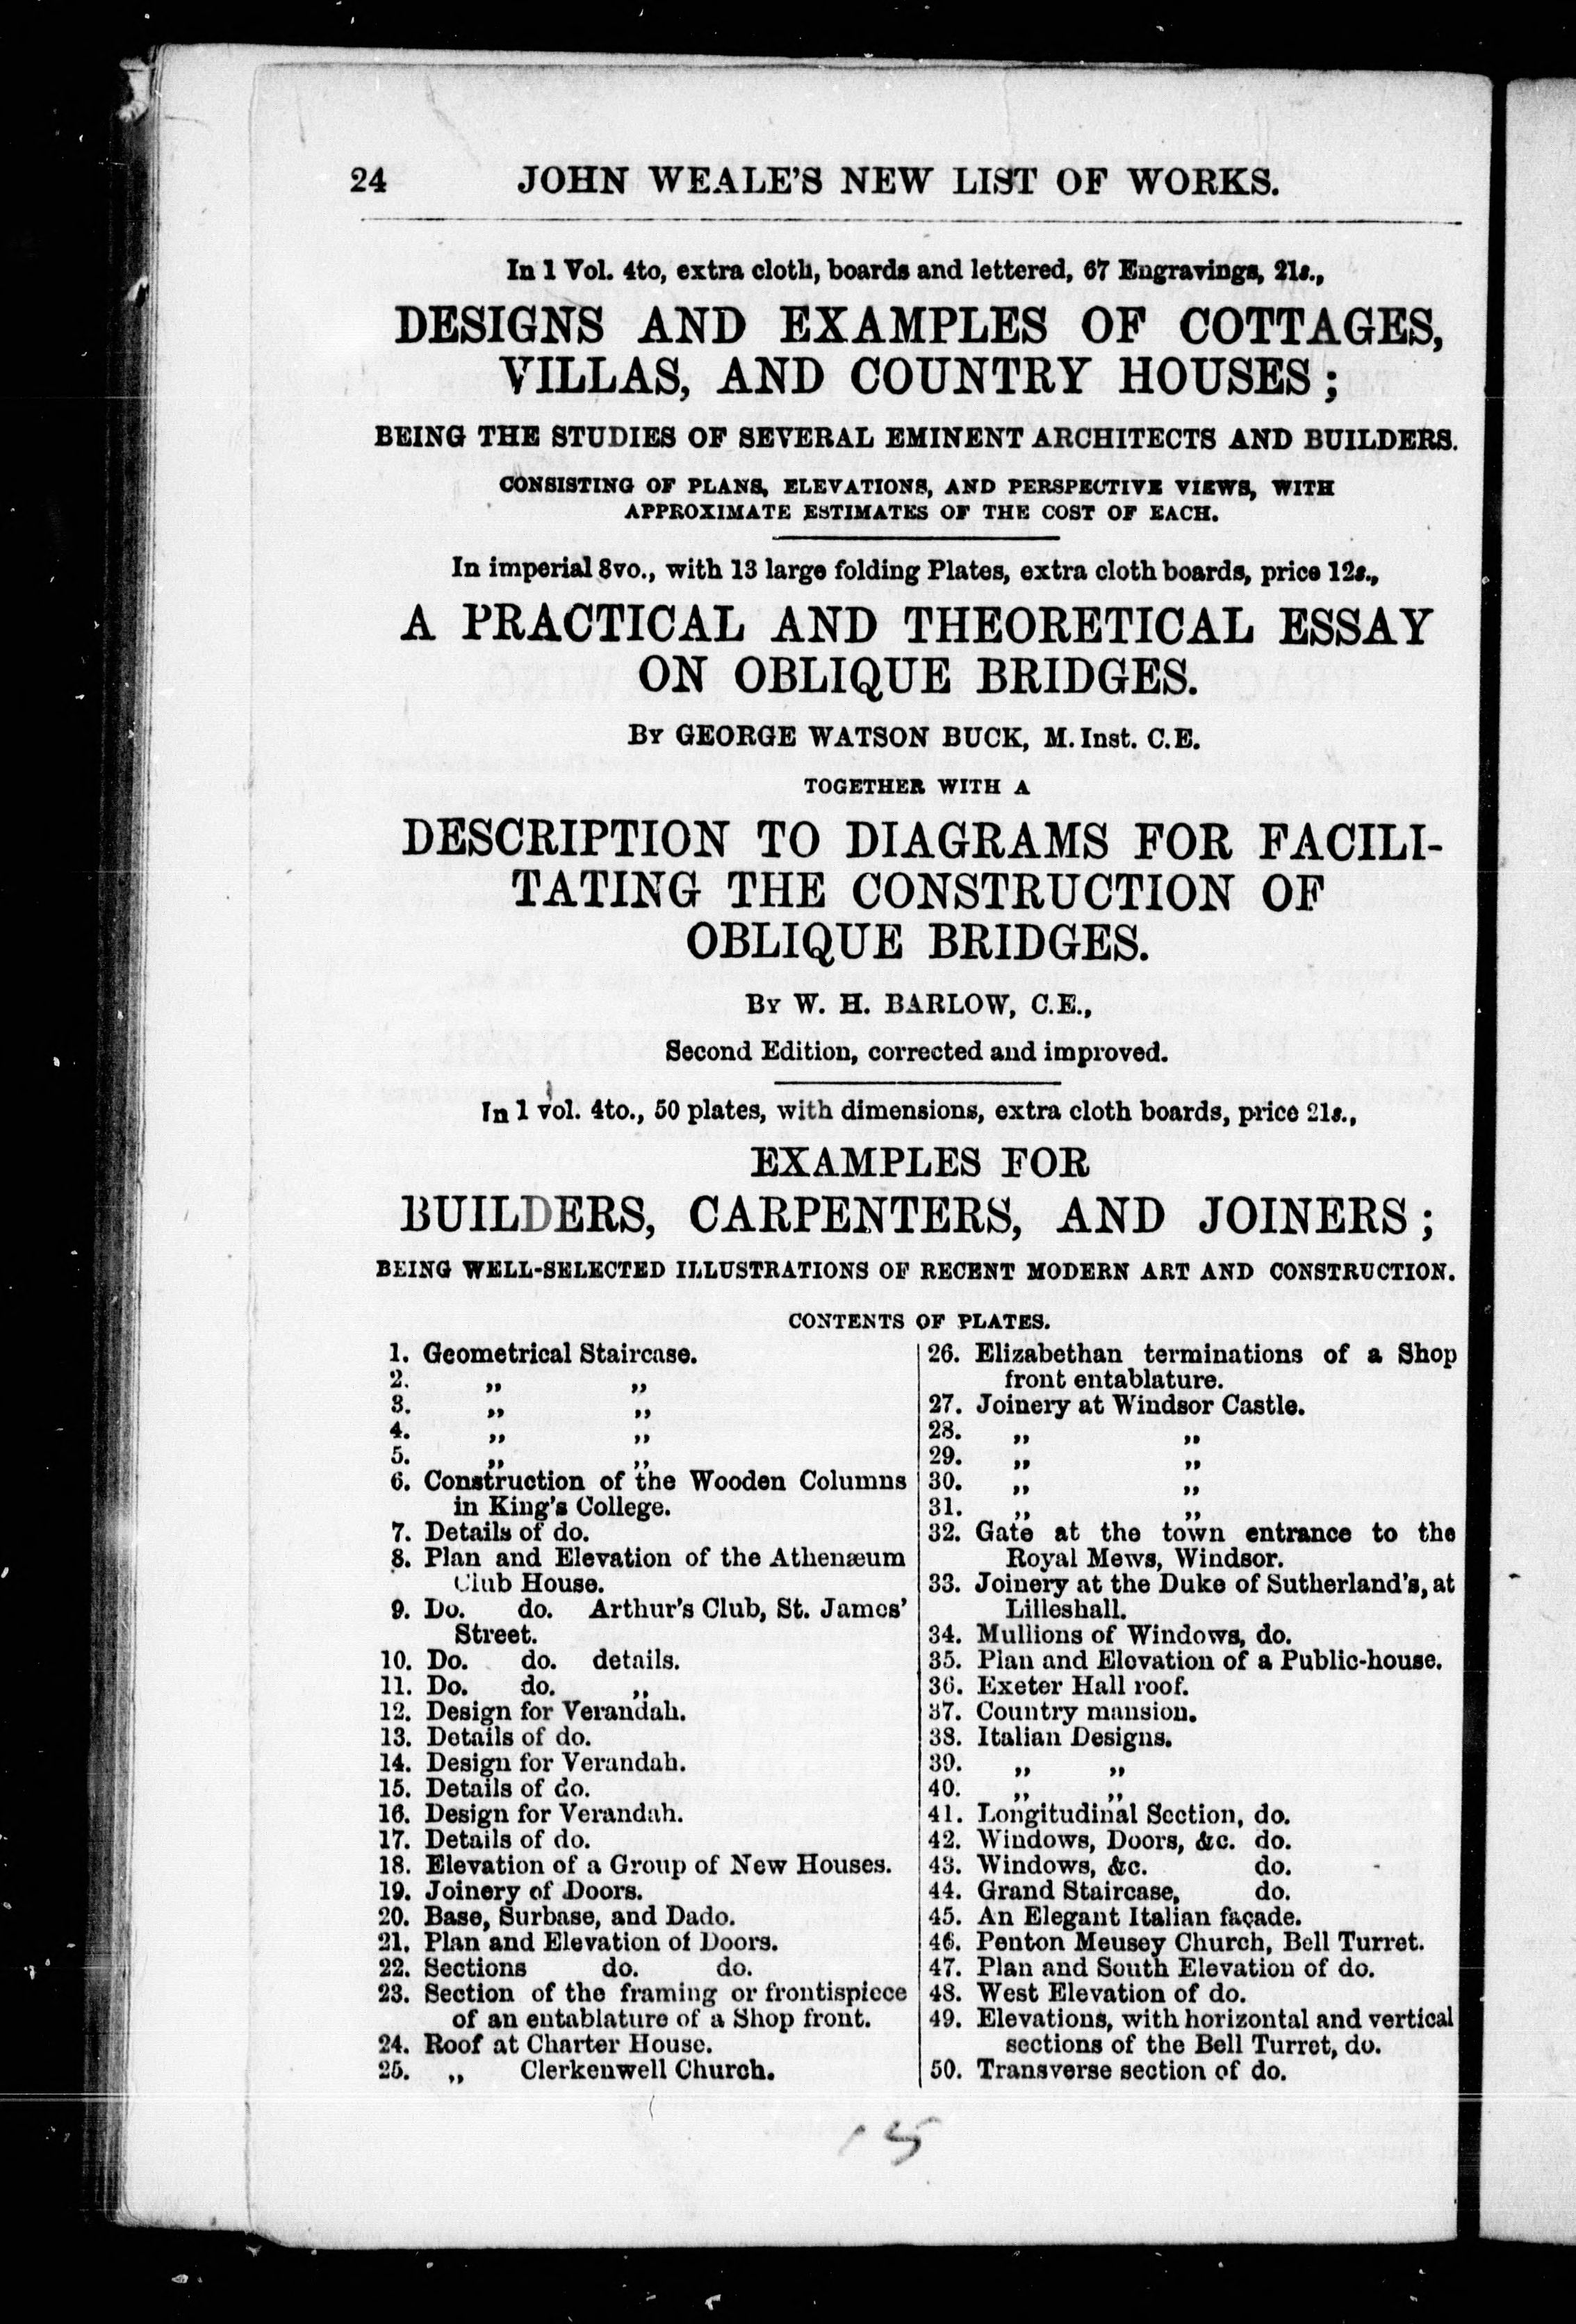 24 JOHN WEALE'S NEW LIST OF WORKS.
In 1 Vol. 4to, extra cloth, boards and lettered, 67 Engravings, 21s.,
DESIGNS AND EXAMPLES OF COTTAGES,
VILLAS, AND COUNTRY HOUSES;
BEING THE STUDIES OF SEVERAL EMINENT ARCHITECTS AND BUILDERS.
CONSISTING OF PLANS, ELEVATIONS, AND PERSPECTIVE VIEWS, WITH
APPROXIMATE ESTIMATES OF THE COST OF EACH.
In imperial 8vo., with 13 large folding Plates, extra cloth boards, price 12s.,
A PRACTICAL AND THEORETICAL ESSAY
ON OBLIQUE BRIDGES.
BY GEORGE WATSON BUCK, M. Inst. C.E.
TOGETHER WITH A
DESCRIPTION TO DIAGRAMS FOR FACILI-
TATING THE CONSTRUCTION OF
OBLIQUE BRIDGES.
BY W. H. BARLOW, C.E.,
Second Edition, corrected and improved.
In 1 vol. 4to., 50 plates, with dimensions, extra cloth boards, price 21s.,
EXAMPLES FOR
BUILDERS, CARPENTERS, AND JOINERS;
BEING WELL-SELECTED ILLUSTRATIONS OF RECENT MODERN ART AND CONSTRUCTION.
CONTENTS OF PLATES.
1. Geometrical Staircase.
2. „ „
3. „ „
4. „ „
5. „ „
6. Construction of the Wooden Columns
in King's College.
7. Details of do.
8. Plan and Elevation of the Athenæum
Club House.
9. Do. do. Arthur's Club, St. James'
Street.
10. Do. do. details.
11. Do. do. „
12. Design for Verandah.
13. Details of do.
14. Design for Verandah.
15. Details of do.
16. Design for Verandah.
17. Details of do.
18. Elevation of a Group of New Houses.
19. Joinery of Doors.
20. Base, Surbase, and Dado.
21. Plan and Elevation of Doors.
22. Sections do. do.
23. Section of the framing or frontispiece
of an entablature of a Shop front.
24. Roof at Charter House.
25. „ Clerkenwell Church.
26. Elizabethan terminations of a Shop
front entablature.
27. Joinery at Windsor Castle.
28. „ „
29. „ „
30. „ „
31. „ „
32. Gate at the town entrance to the
Royal Mews, Windsor.
33. Joinery at the Duke of Sutherland's, at
Lilleshall.
34. Mullions of Windows, do.
35. Plan and Elevation of a Public-house.
36. Exeter Hall roof.
37. Country mansion.
38. Italian Designs.
39. „ „
40. „ „
41. Longitudinal Section, do.
42. Windows, Doors, &c. do.
43. Windows, &c. do.
44. Grand Staircase, do.
45. An Elegant Italian façade.
46. Penton Meusey Church, Bell Turret.
47. Plan and South Elevation of do.
48. West Elevation of do.
49. Elevations, with horizontal and vertical
sections of the Bell Turret, do.
50. Transverse section of do.
15